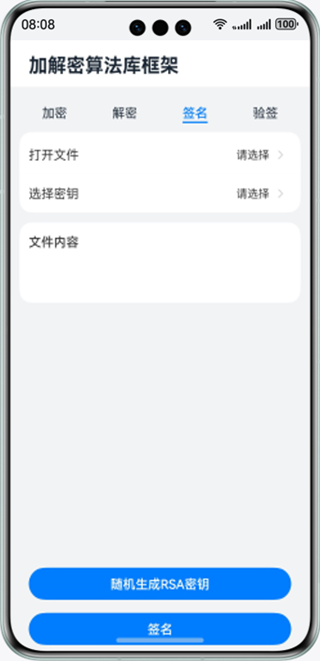 08:08
100
加解密算法库框架
加密 解密 签名 验签
打开文件 请选择
选择密钥 请选择
文件内容
随机生成RSA密钥
签名